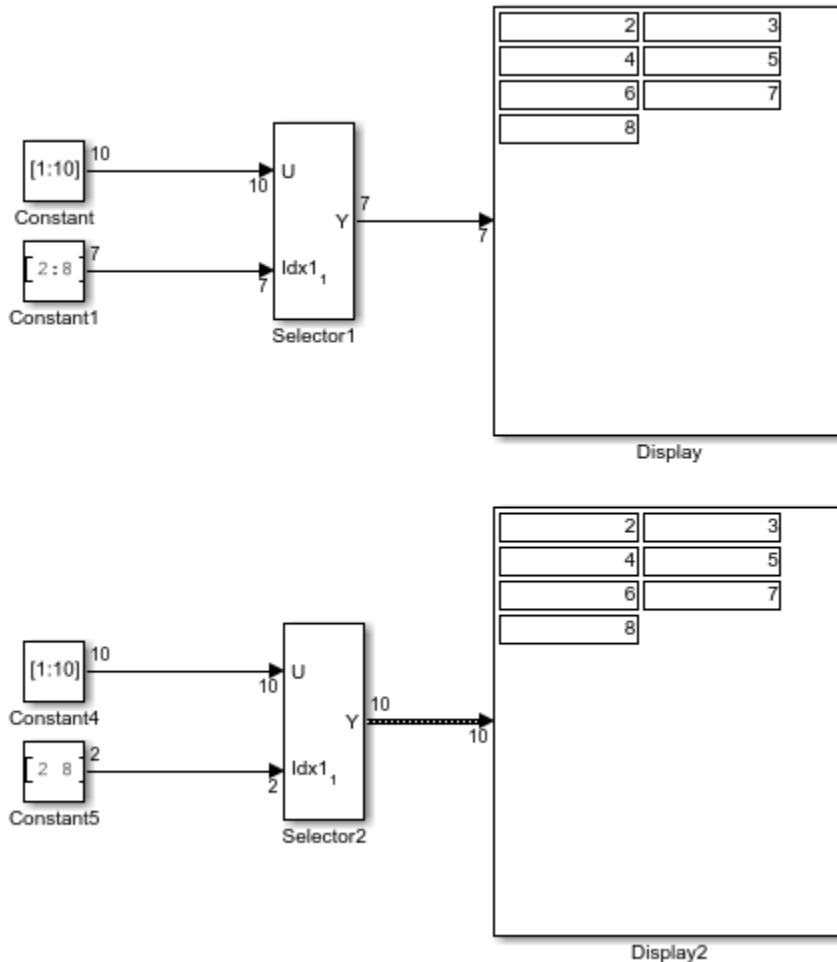 2 3
4 5
6 7
8
[1:10] 10
10 U
Constant
Y 7
7
[ 2:8 ] 7
7 Idx1 1
Constant1
Selector1
Display
2 3
4 5
6 7
8
[1:10] 10
10 U
Constant4
Y 10
10
[ 2 8 ] 2
2 Idx1 1
Constant5
Selector2
Display2